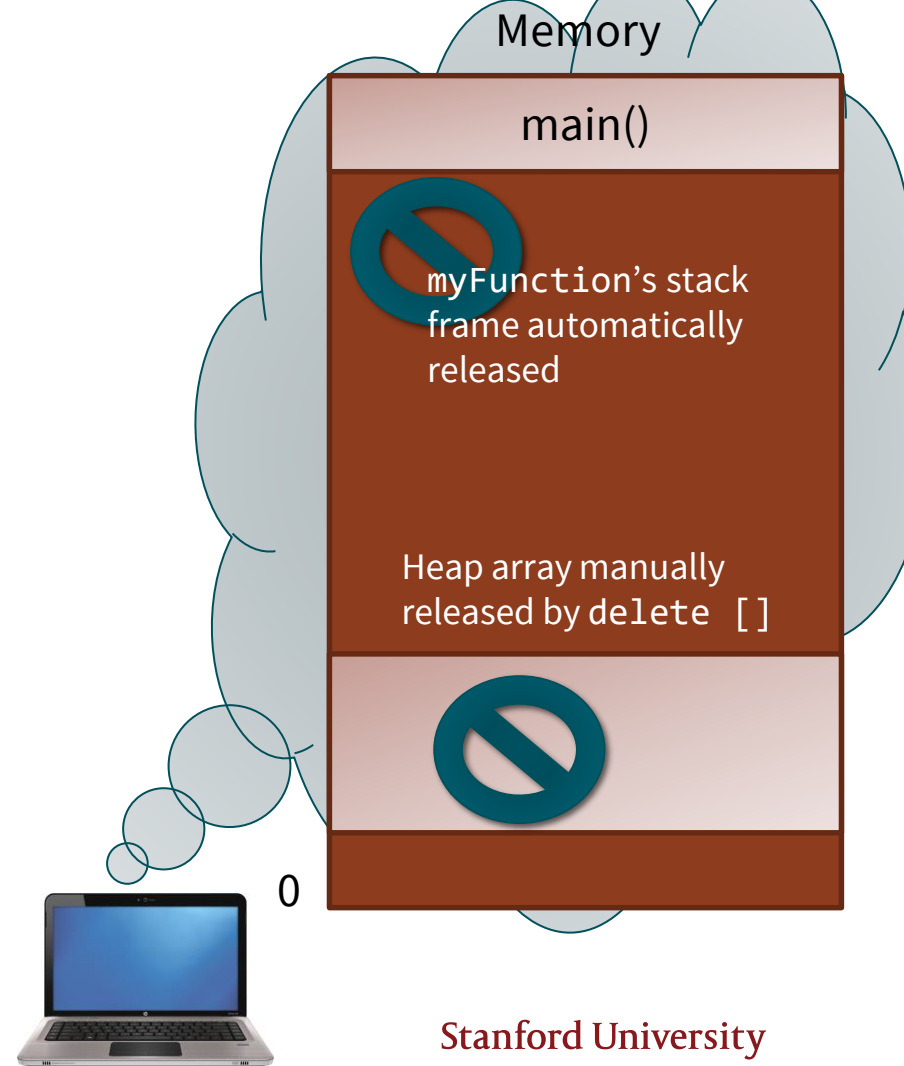 Memory
main()
myFunction's stack
frame automatically
released
Heap array manually
released by delete []
0
Stanford University